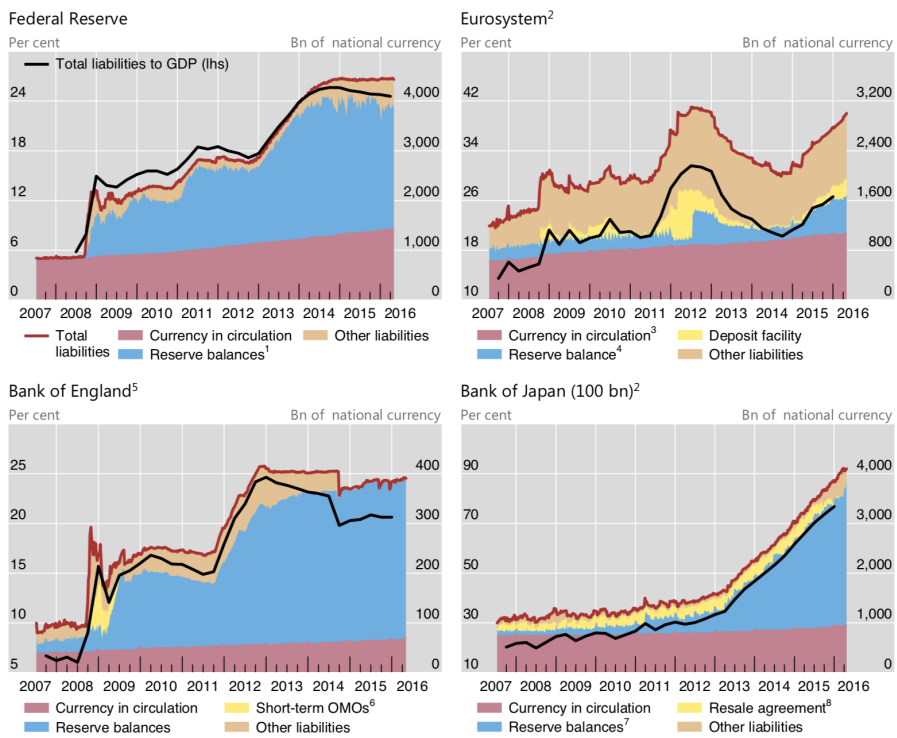 Federal Reserve
Per cent Bn of national currency
Total liabilities to GDP (lhs)
24 4,000
18 3,000
12 2,000
6 1,000
0 0
2007 2008 2009 2010 2011 2012 2013 2014 2015 2016
Total liabilities Currency in circulation Other liabilities
Reserve balances1
Eurosystem2
Per cent Bn of national currency
42 3,200
34 2,400
26 1,600
18 800
10 0
2007 2008 2009 2010 2011 2012 2013 2014 2015 2016
Currency in circulation3 Deposit facility
Reserve balance4 Other liabilities
Bank of England5
Per cent Bn of national currency
25 400
20 300
15 200
10 100
5 0
2007 2008 2009 2010 2011 2012 2013 2014 2015 2016
Currency in circulation Short-term OMOs6
Reserve balances Other liabilities
Bank of Japan (100 bn)2
Per cent Bn of national currency
90 4,000
70 3,000
50 2,000
30 1,000
10 0
2007 2008 2009 2010 2011 2012 2013 2014 2015 2016
Currency in circulation Resale agreement8
Reserve balances7 Other liabilities